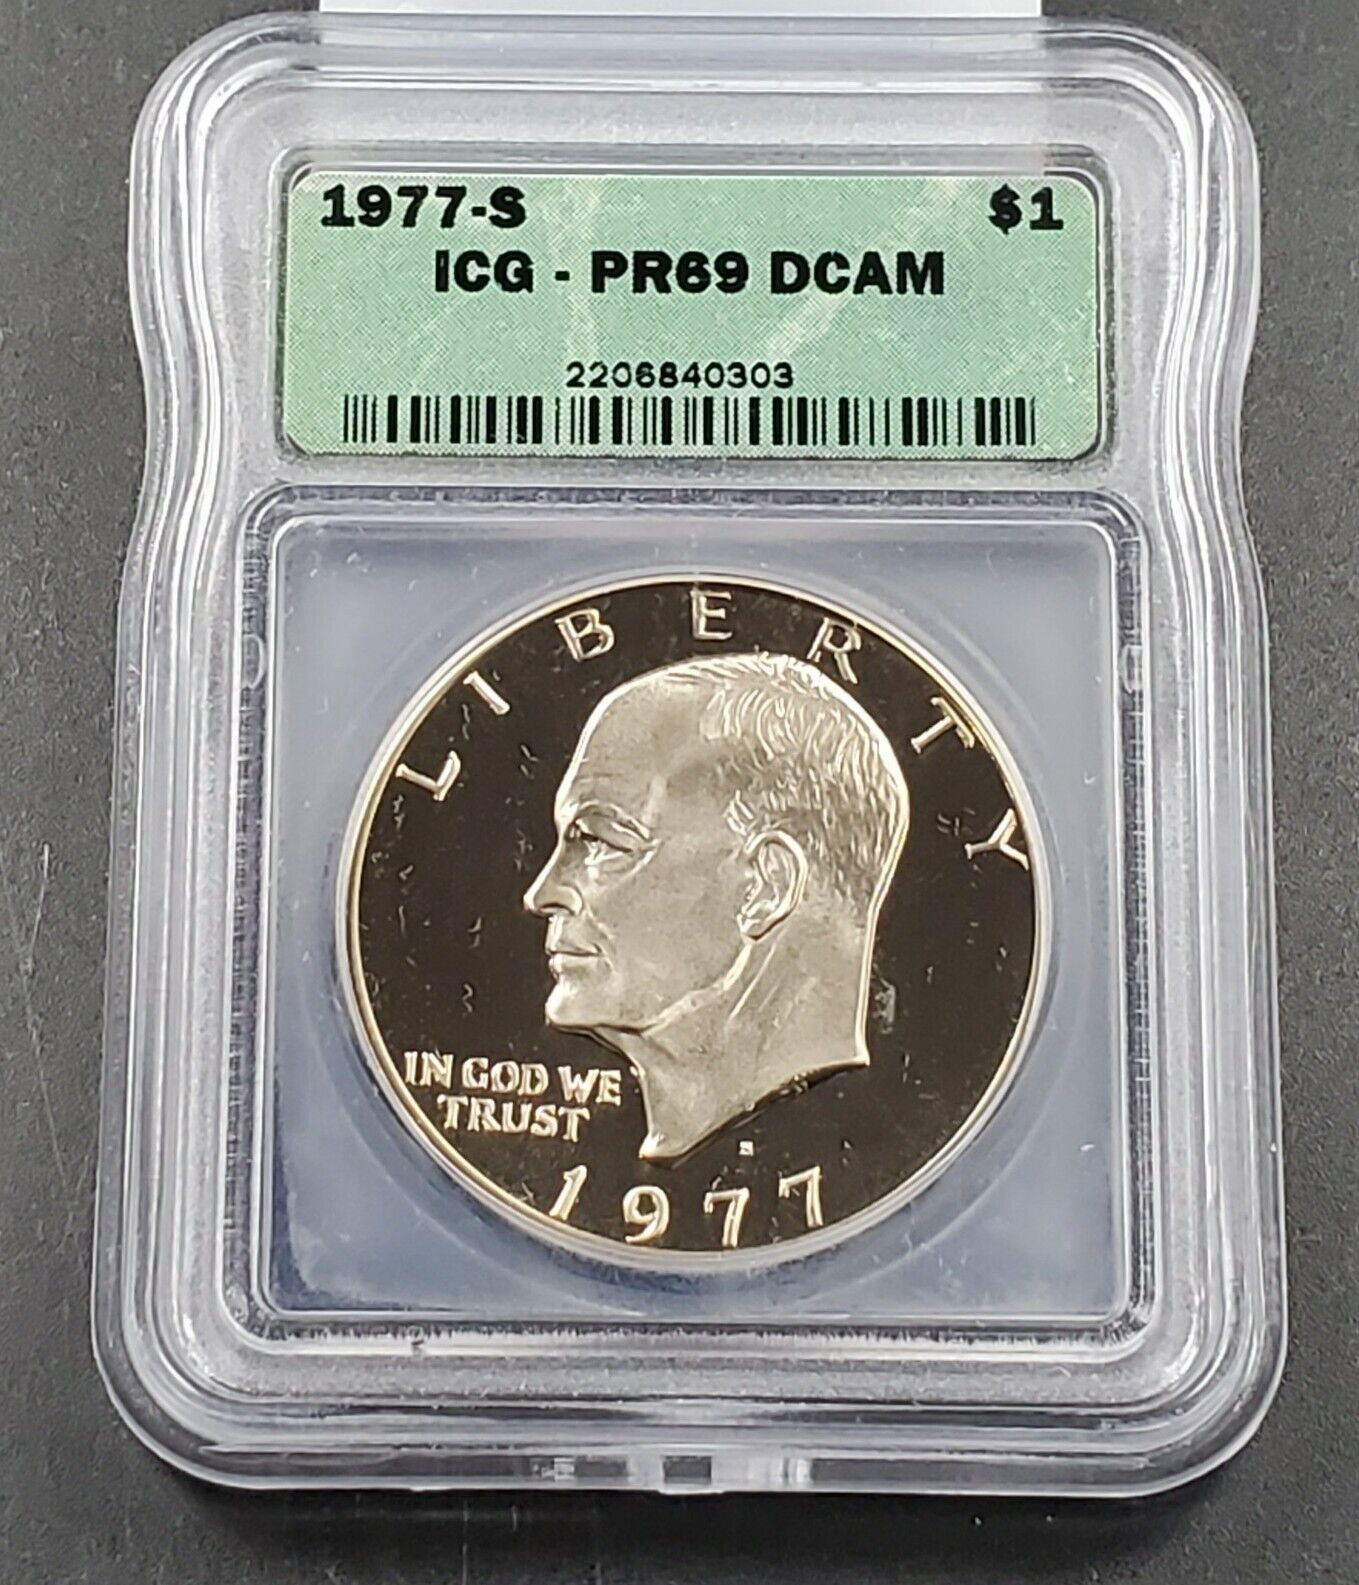 1977-S $1
ICG - PR69 DCAM
2206840303
LIBERTY
IN GOD WE
TRUST
S
1977